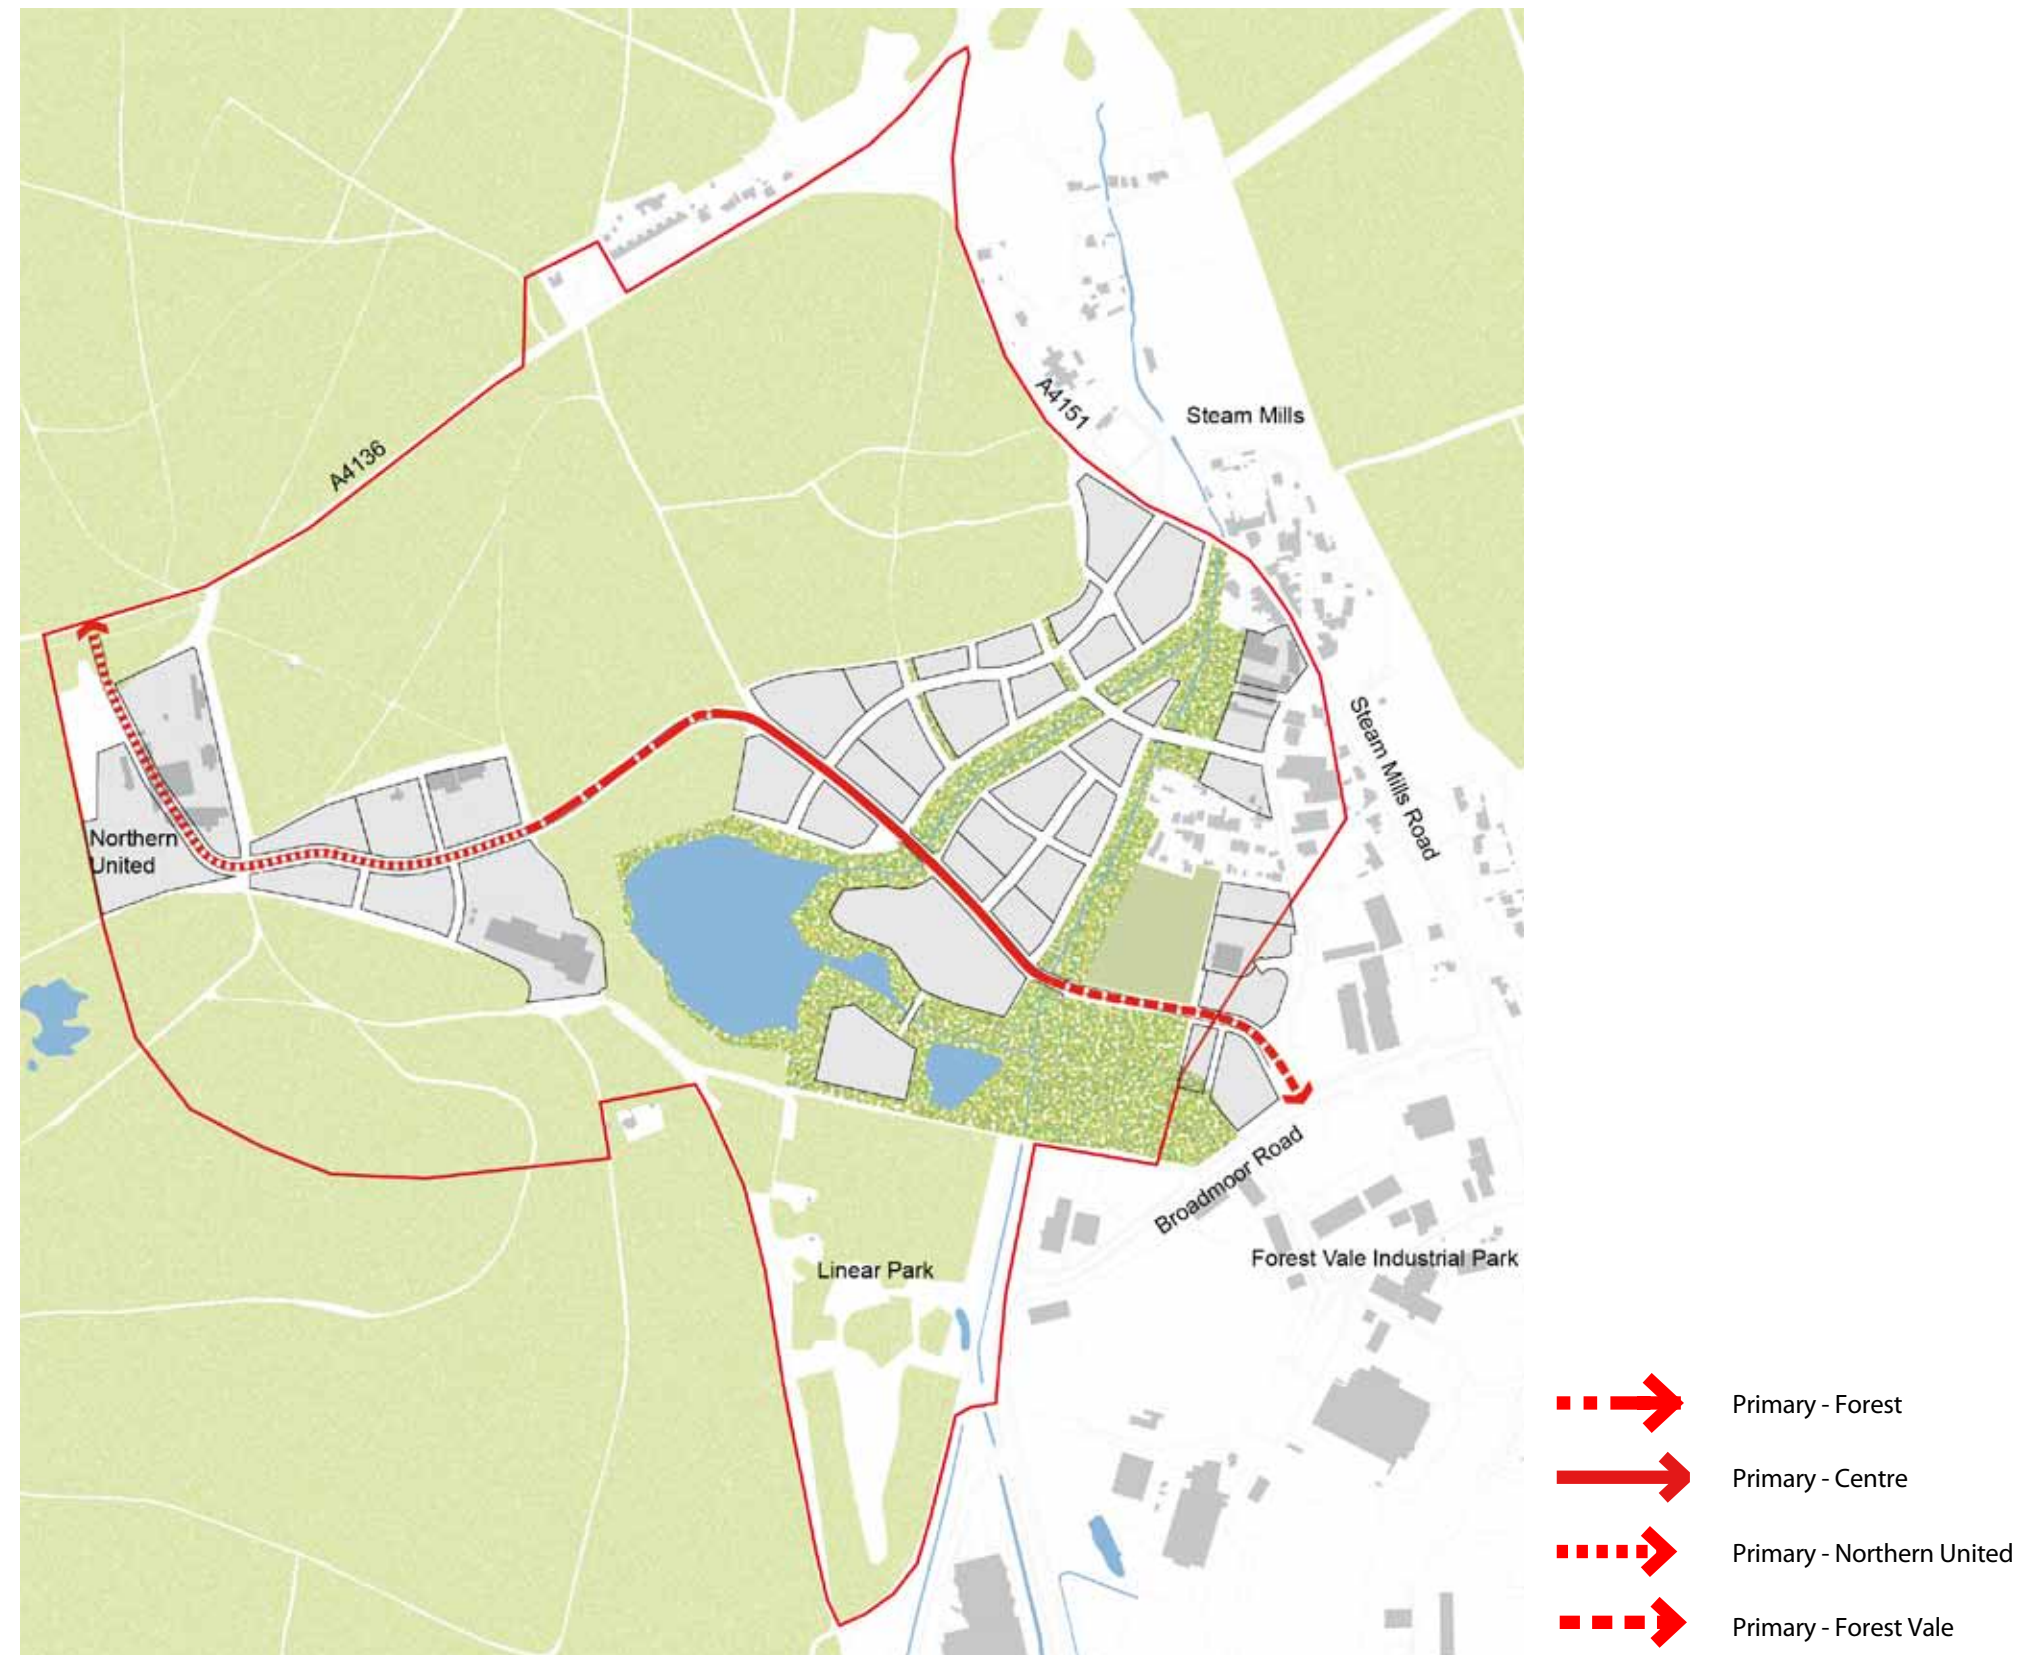 A4151
Steam Mills
A4136
Steam Mills Road
Northern
United
Broadmoor Road
Forest Vale Industrial Park
Linear Park
Primary - Forest
Primary - Centre
Primary - Northern United
Primary - Forest Vale